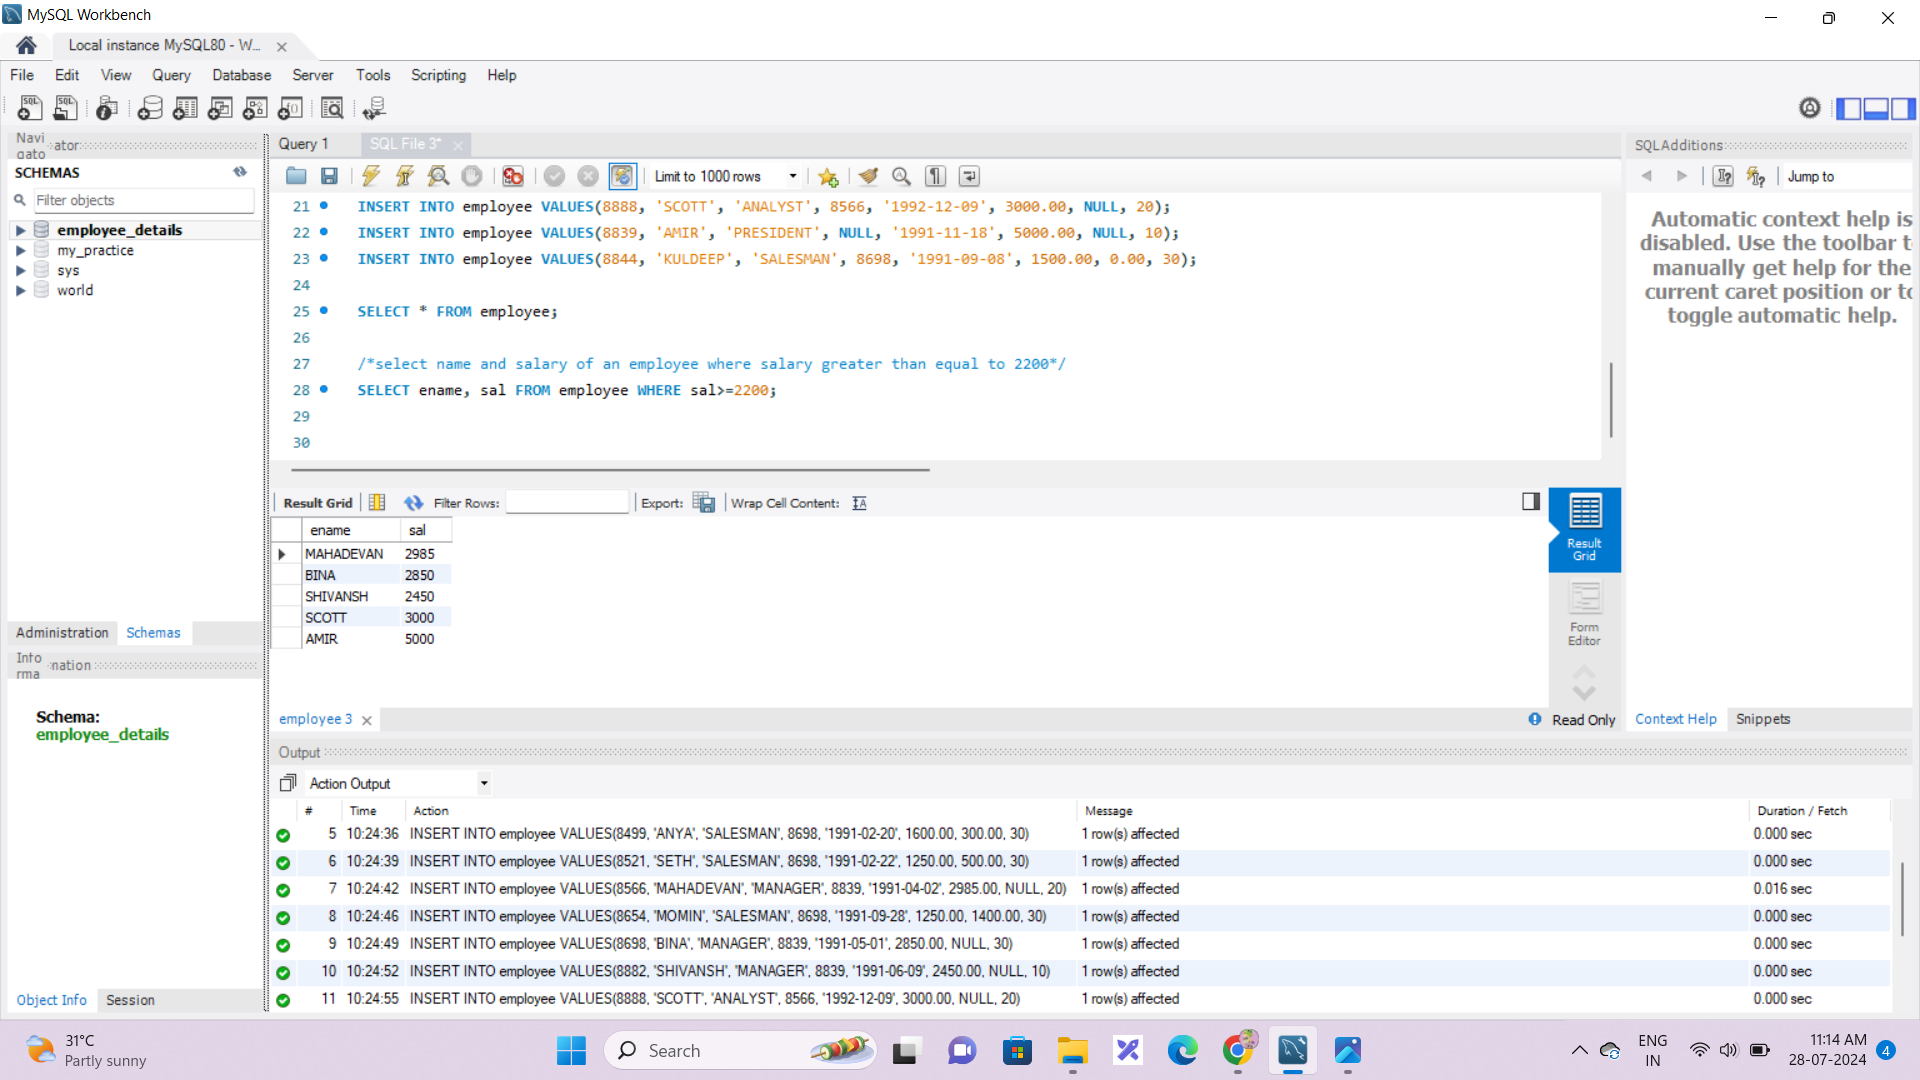 MySQL Workbench
Local instance MySQL80 - W...
File Edit View Query Database Server Tools Scripting Help
Navigator
SCHEMAS
Filter objects
employee_details
my_practice
sys
world
Administration Schemas
Information
Schema:
employee_details
Object Info Session
Query 1 SQL File 3*
Limit to 1000 rows
21 INSERT INTO employee VALUES(8888, 'SCOTT', 'ANALYST', 8566, '1992-12-09', 3000.00, NULL, 20);
22 INSERT INTO employee VALUES(8839, 'AMIR', 'PRESIDENT', NULL, '1991-11-18', 5000.00, NULL, 10);
23 INSERT INTO employee VALUES(8844, 'KULDEEP', 'SALESMAN', 8698, '1991-09-08', 1500.00, 0.00, 30);
24
25 SELECT * FROM employee;
26
27 /*select name and salary of an employee where salary greater than equal to 2200*/
28 SELECT ename, sal FROM employee WHERE sal>=2200;
29
30
Result Grid Filter Rows: Export: Wrap Cell Content:
ename sal
MAHADEVAN 2985
BINA 2850
SHIVANSH 2450
SCOTT 3000
AMIR 5000
Result
Grid
Form
Editor
employee 3 Read Only
SQLAdditions
Jump to
Automatic context help is
disabled. Use the toolbar t
manually get help for the
current caret position or to
toggle automatic help.
Context Help Snippets
Output
Action Output
# Time Action Message Duration / Fetch
5 10:24:36 INSERT INTO employee VALUES(8499, 'ANYA', 'SALESMAN', 8698, '1991-02-20', 1600.00, 300.00, 30) 1 row(s) affected 0.000 sec
6 10:24:39 INSERT INTO employee VALUES(8521, 'SETH', 'SALESMAN', 8698, '1991-02-22', 1250.00, 500.00, 30) 1 row(s) affected 0.000 sec
7 10:24:42 INSERT INTO employee VALUES(8566, 'MAHADEVAN', 'MANAGER', 8839, '1991-04-02', 2985.00, NULL, 20) 1 row(s) affected 0.016 sec
8 10:24:46 INSERT INTO employee VALUES(8654, 'MOMIN', 'SALESMAN', 8698, '1991-09-28', 1250.00, 1400.00, 30) 1 row(s) affected 0.000 sec
9 10:24:49 INSERT INTO employee VALUES(8698, 'BINA', 'MANAGER', 8839, '1991-05-01', 2850.00, NULL, 30) 1 row(s) affected 0.000 sec
10 10:24:52 INSERT INTO employee VALUES(8882, 'SHIVANSH', 'MANAGER', 8839, '1991-06-09', 2450.00, NULL, 10) 1 row(s) affected 0.000 sec
11 10:24:55 INSERT INTO employee VALUES(8888, 'SCOTT', 'ANALYST', 8566, '1992-12-09', 3000.00, NULL, 20) 1 row(s) affected 0.000 sec
31°C
Partly sunny
Search
ENG
IN
11:14 AM
28-07-2024
4